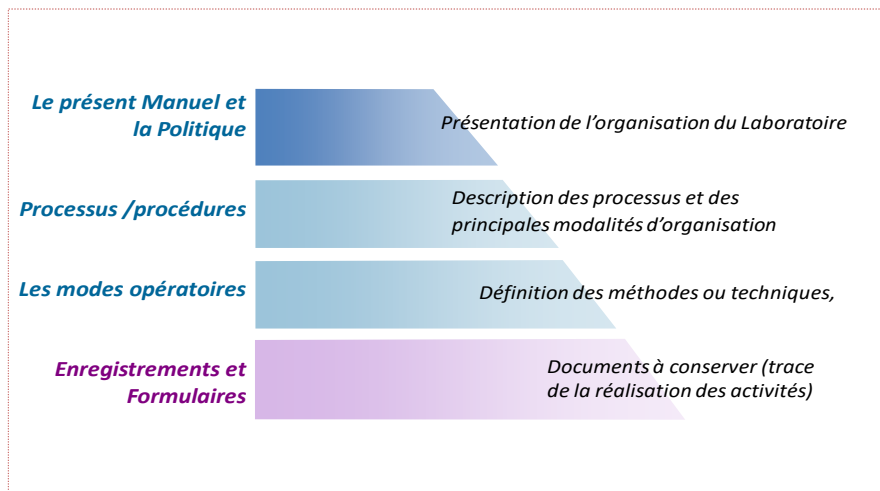 Le présent Manuel et
la Politique
Présentation de l'organisation du Laboratoire
Processus /procédures
Description des processus et des
principales modalités d'organisation
Les modes opératoires
Définition des méthodes ou techniques,
Enregistrements et
Formulaires
Documents à conserver (trace
de la réalisation des activités)